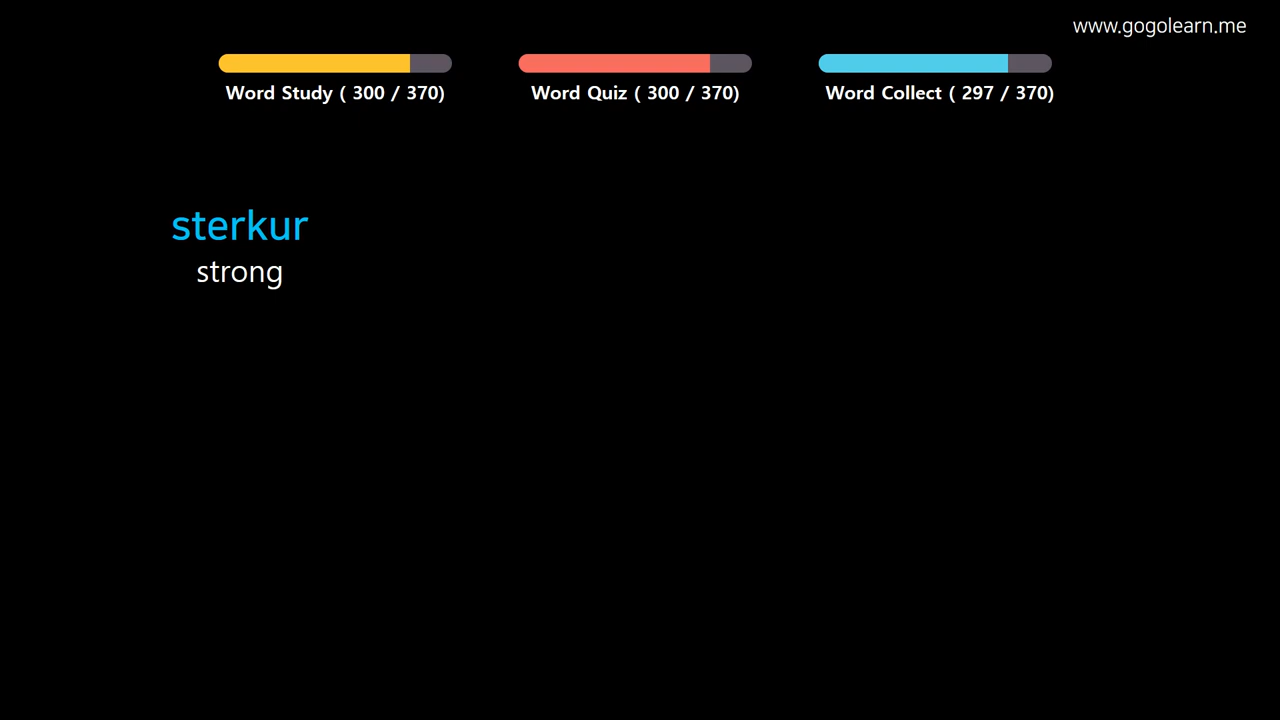 www.gogolearn.me
Word Study ( 300 / 370)
Word Quiz ( 300 / 370)
Word Collect ( 297 / 370)
sterkur
strong